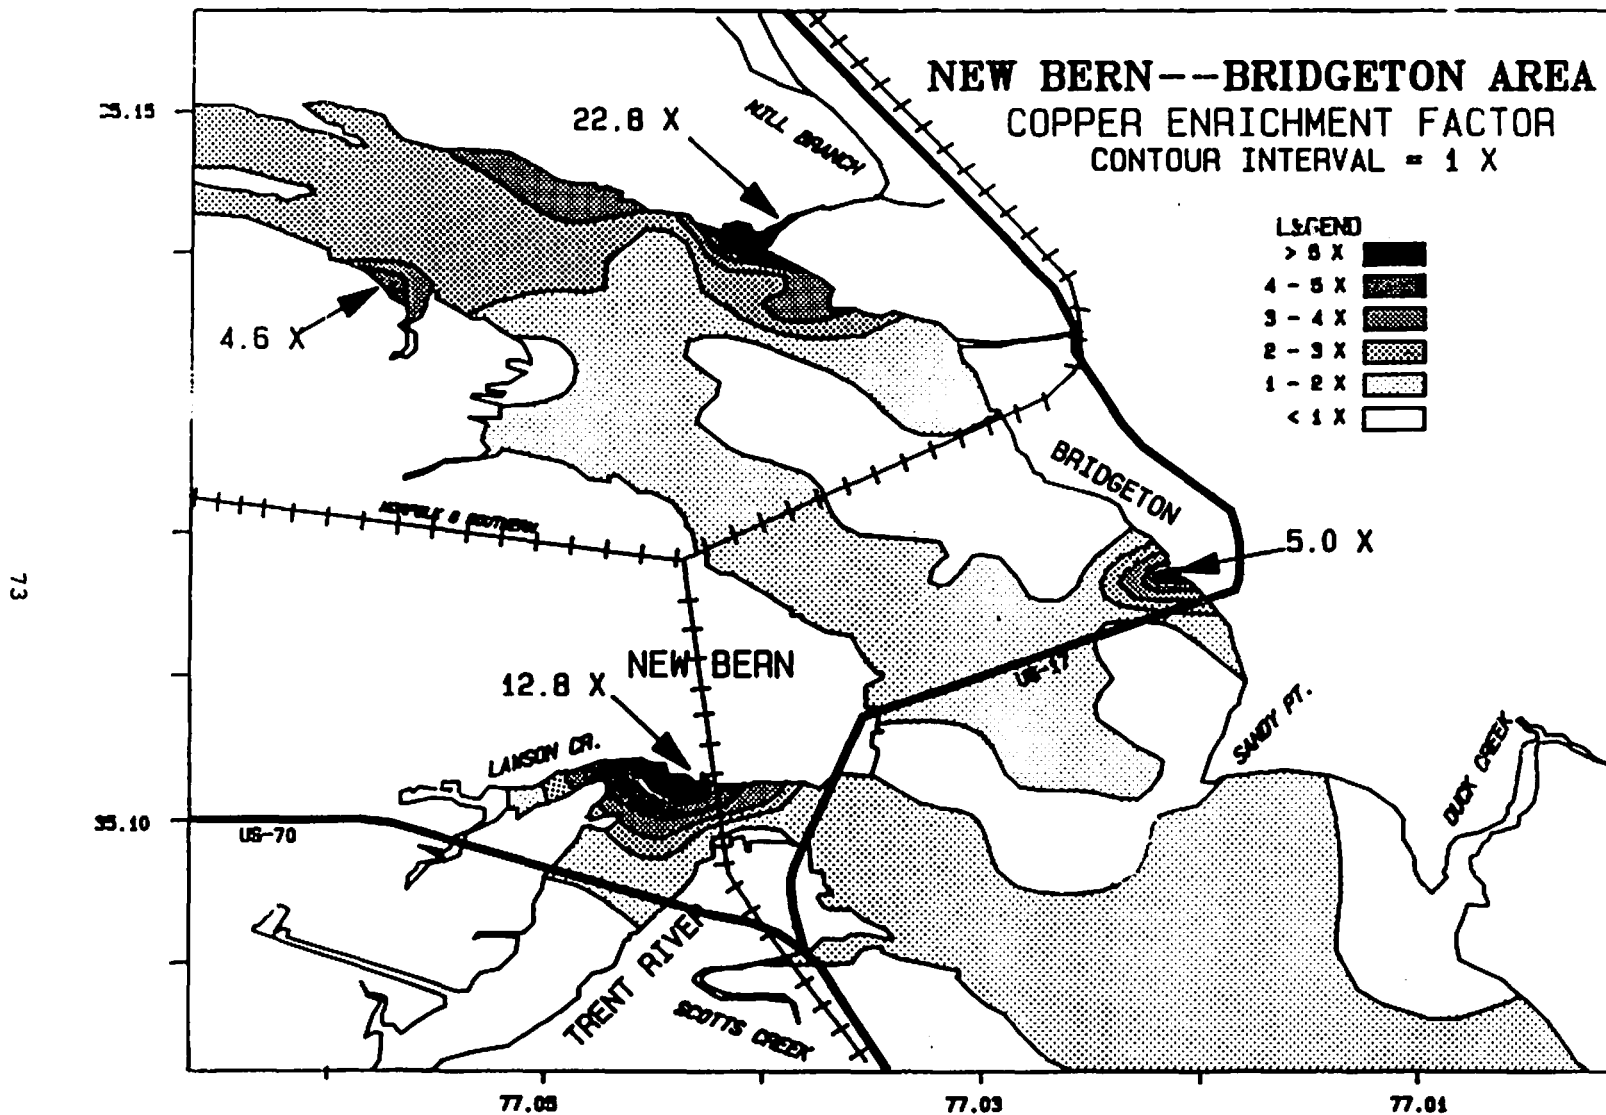 NEW BERN--BRIDGETON AREA
COPPER ENRICHMENT FACTOR
CONTOUR INTERVAL = 1 X
LEGEND
> 5 X
4 - 5 X
3 - 4 X
2 - 3 X
1 - 2 X
< 1 X
35.15
22.8 X
MILL BRANCH
4.6 X
BRIDGETON
NORFOLK & SOUTHERN
5.0 X
73
NEW BERN
US-17
12.8 X
SANDY PT.
LAWSON CR.
DUCK CREEK
35.10
US-70
TRENT RIVER
SCOTTS CREEK
77.05
77.03
77.01